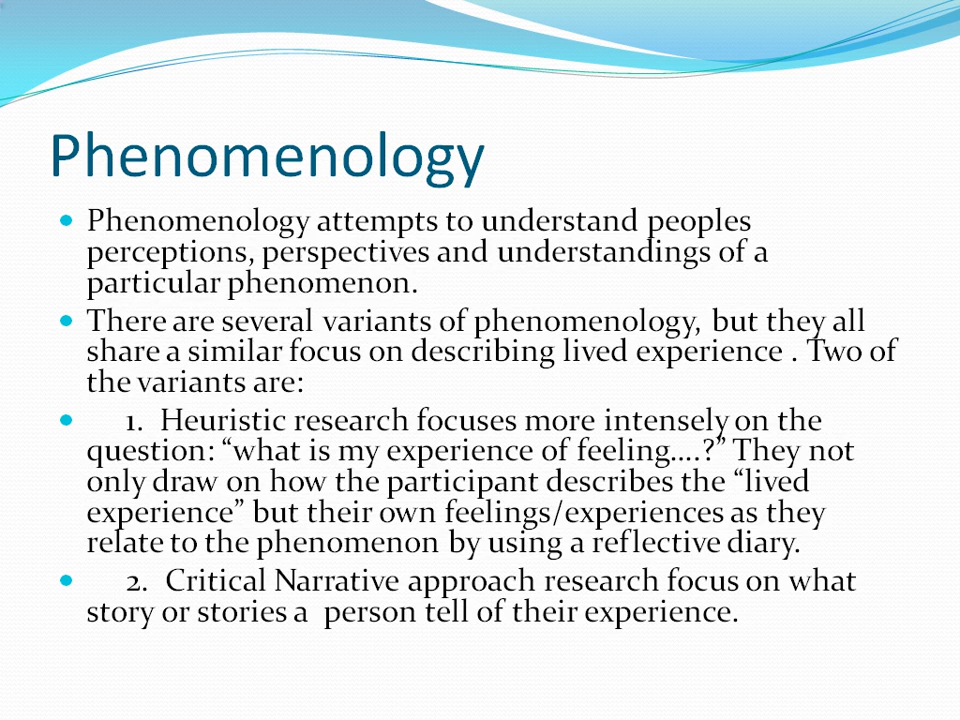 Phenomenology
• Phenomenology attempts to understand peoples
perceptions, perspectives and understandings of a
particular phenomenon.
• There are several variants of phenomenology, but they all
share a similar focus on describing lived experience . Two of
the variants are:
• 1. Heuristic research focuses more intensely on the
question: “what is my experience of feeling….?” They not
only draw on how the participant describes the “lived
experience” but their own feelings/experiences as they
relate to the phenomenon by using a reflective diary.
• 2. Critical Narrative approach research focus on what
story or stories a person tell of their experience.